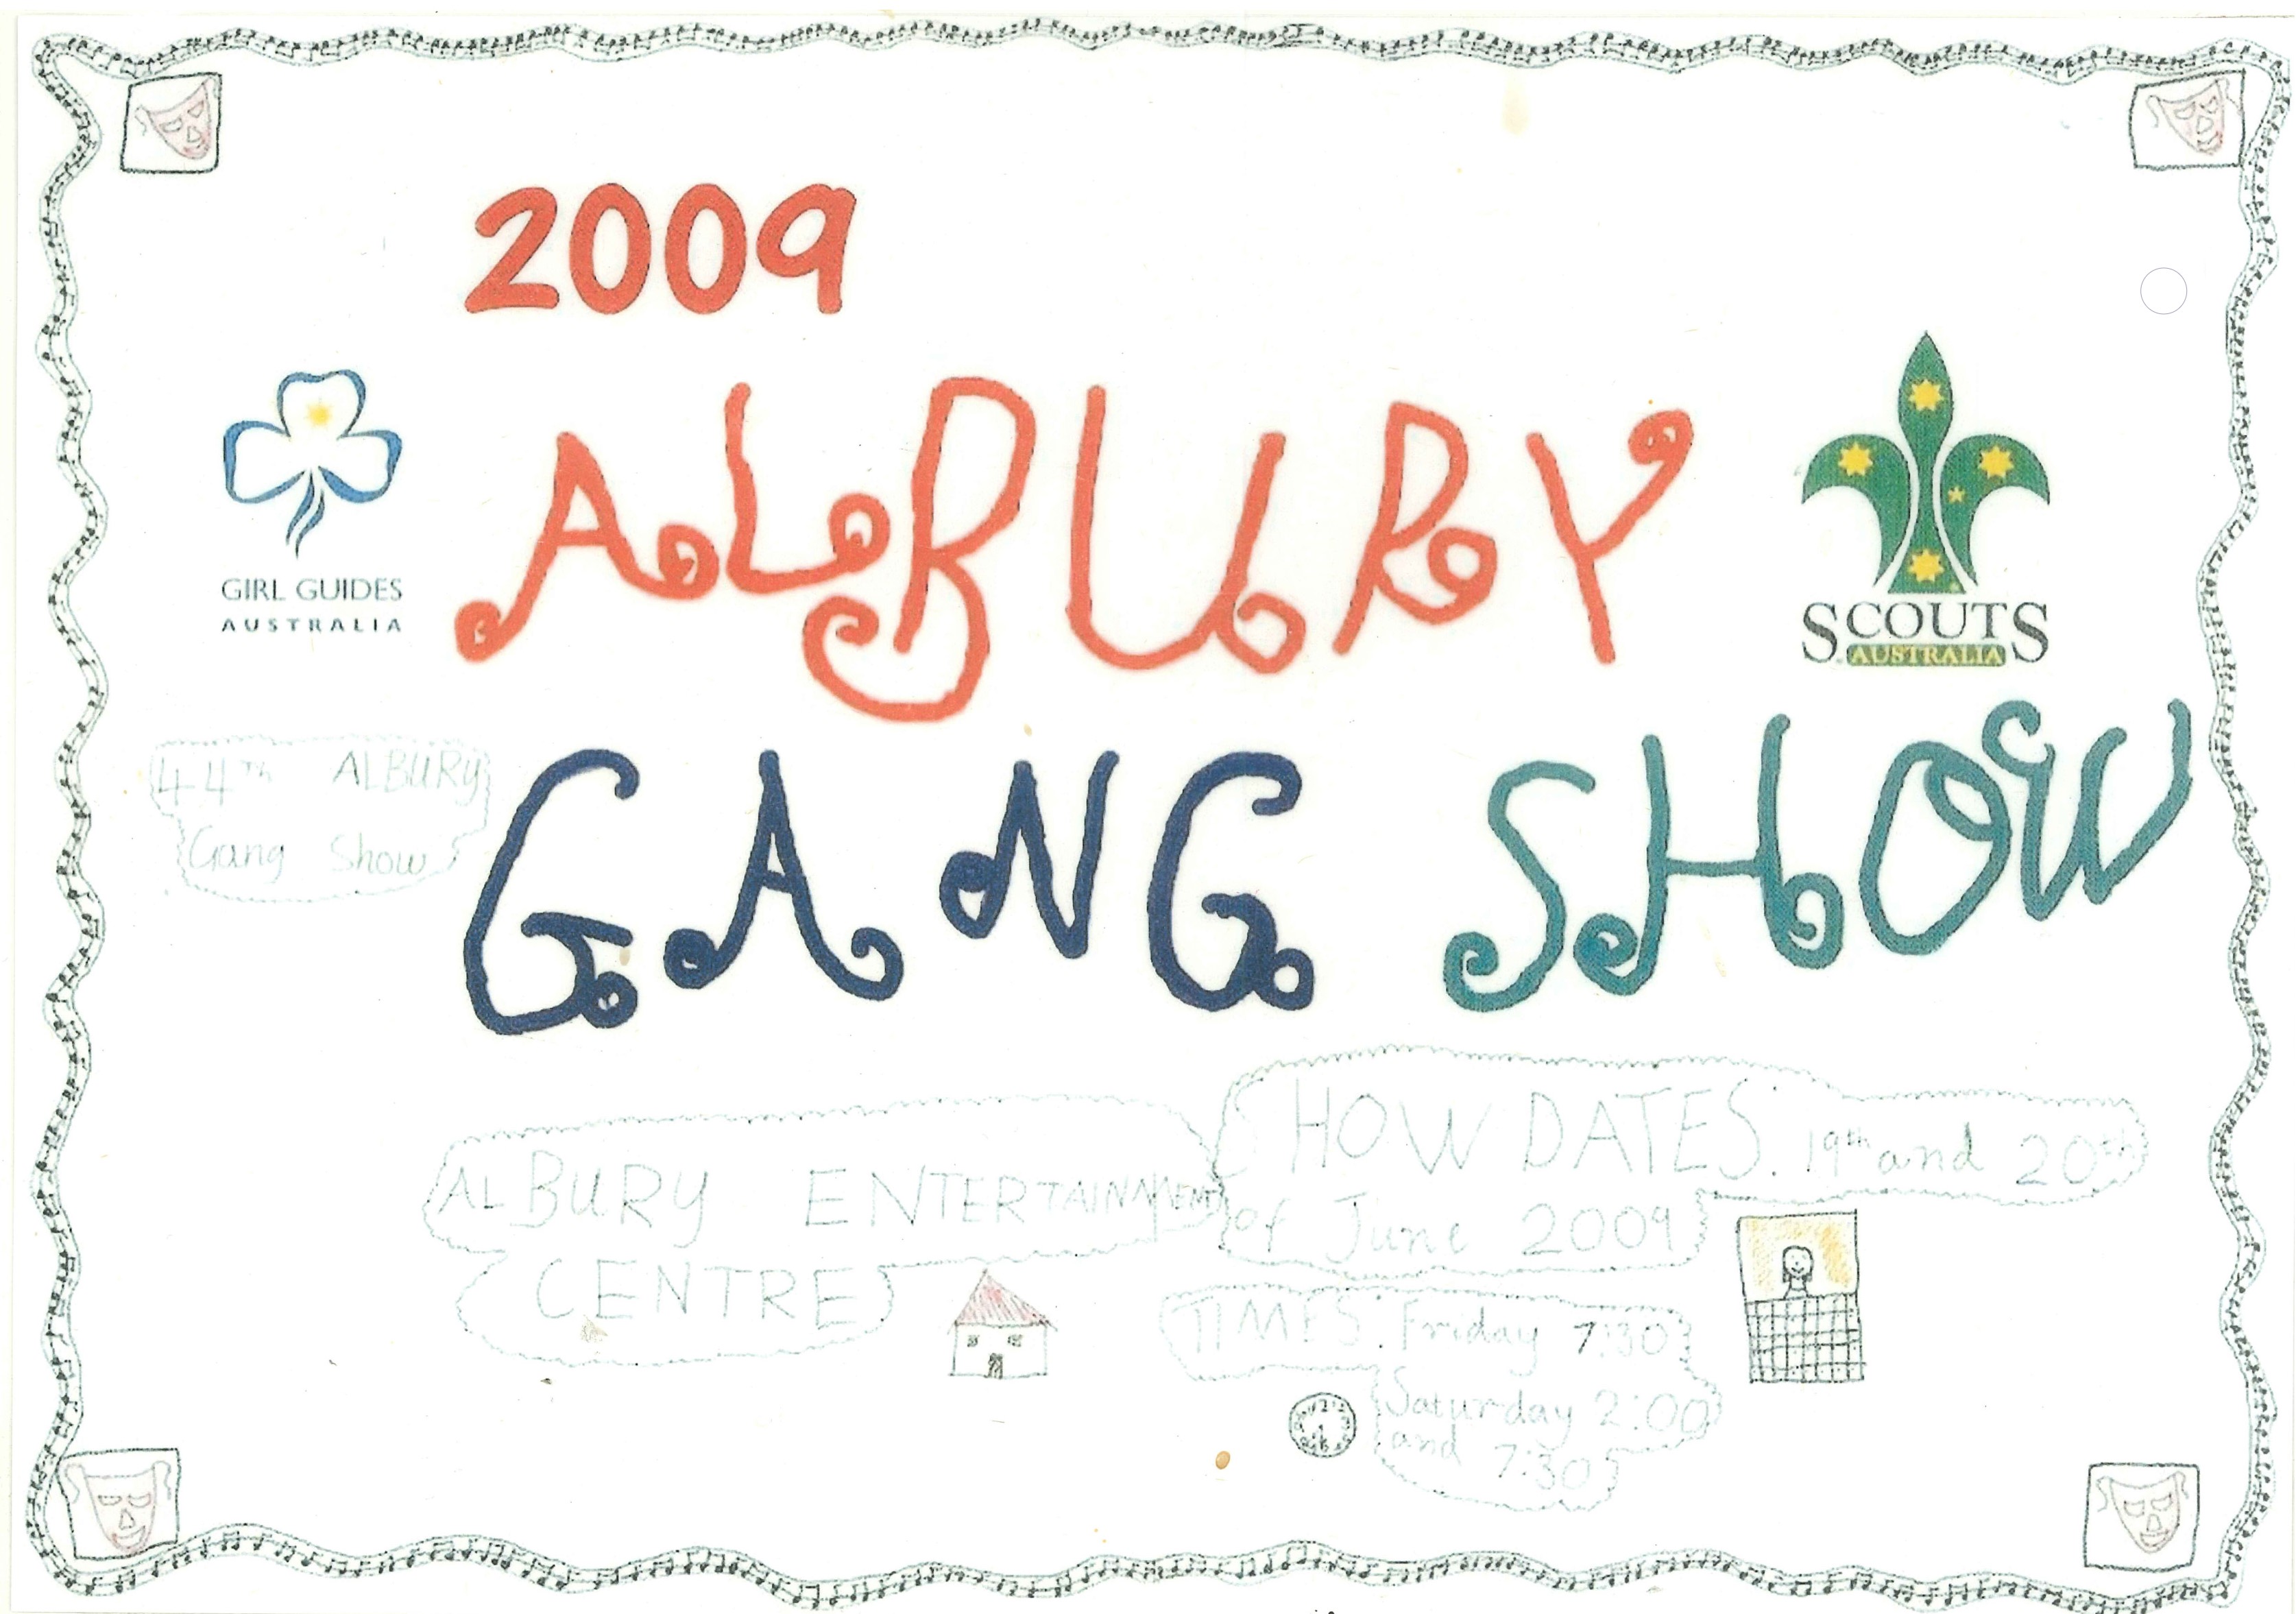 2009
ALBURY
GIRL GUIDES
AUSTRALIA
SCOUTS
AUSTRALIA
GANG SHOW
44Th ALBURY
Gang Show
ALBURY ENTERTAINMENT
CENTRE
SHOW DATES: 19th and 20th
of June 2009
TIMES: Friday 7:30
Saturday 2:00
and 7:30